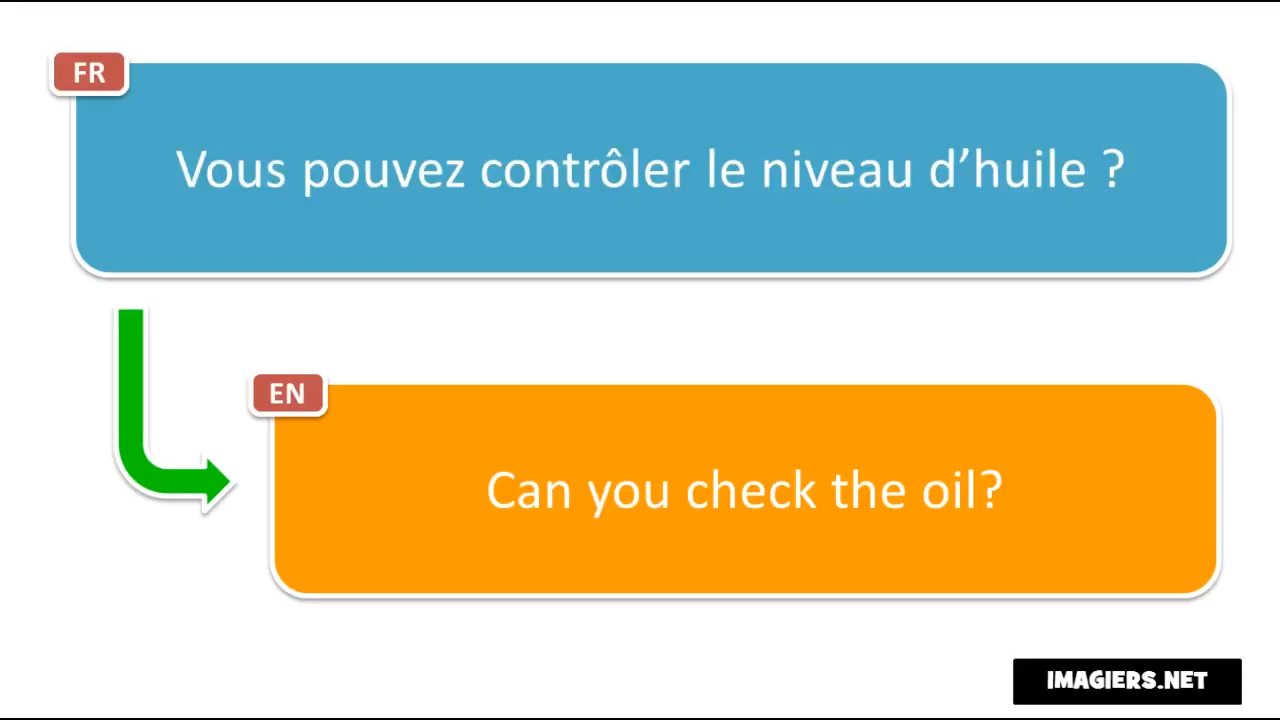 FR
Vous pouvez contrôler le niveau d’huile ?
EN
Can you check the oil?
IMAGIERS.NET